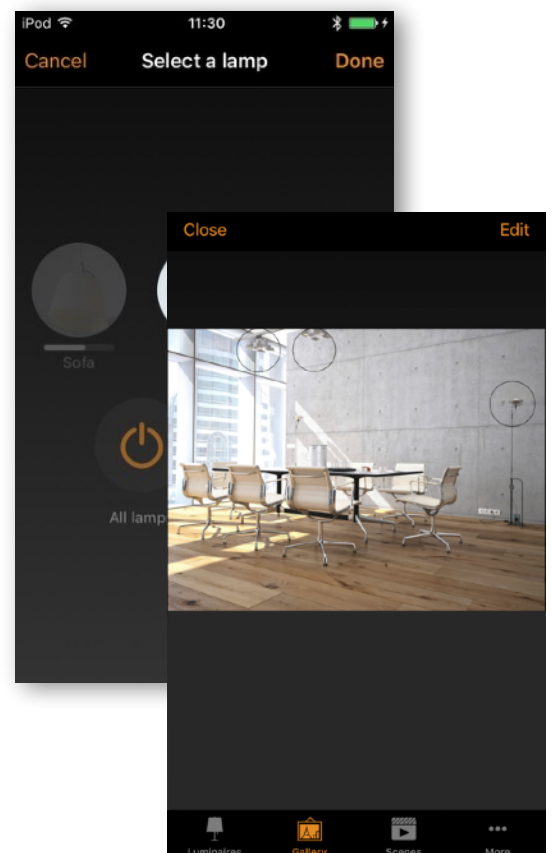 iPod 11:30
Cancel Select a lamp Done
Close Edit
Sofa
All lamp
Luminaires Gallery Scenes More